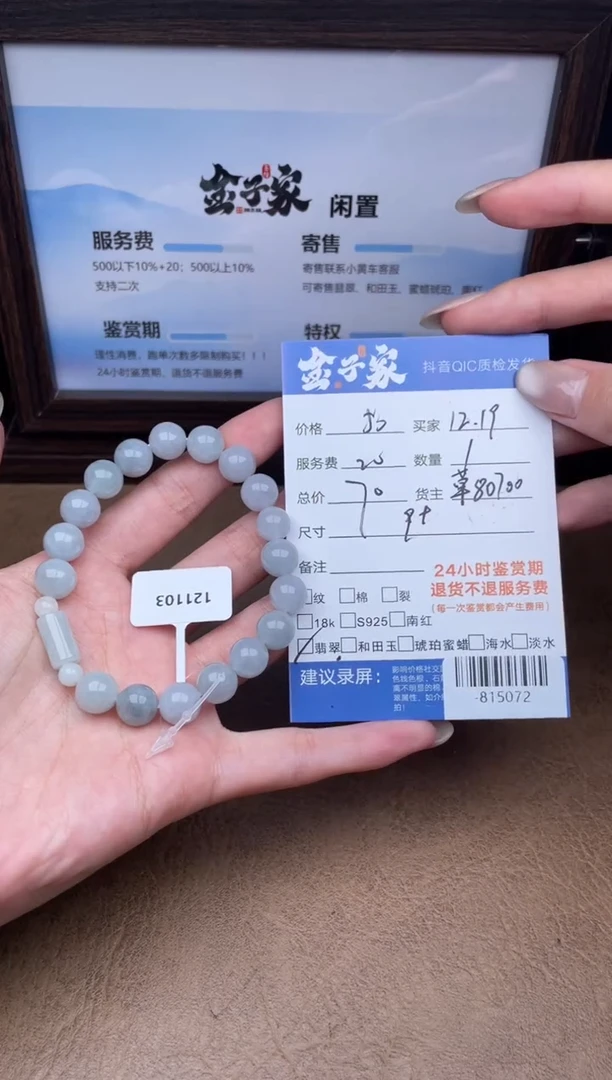 盒子家 闲置
服务费 寄售
500以下10%+20；500以上10% 寄售联系小黄车客服
支持二次 可寄售翡翠、和田玉、蜜蜡琥珀、南红
鉴赏期 特权
理性消费，跑单次数多限制购买！！！
24小时鉴赏期、退货不退服务费
盒子家 抖音QIC质检发货
价格 买家 12.19
服务费 20 数量 1
总价 70 货主 80700
尺寸
备注
24小时鉴赏期
退货不退服务费
(每一次鉴赏都会产生费用)
纹 棉 裂
18k S925 南红
翡翠 和田玉 琥珀蜜蜡 海水 淡水
建议录屏：
-815072
121103